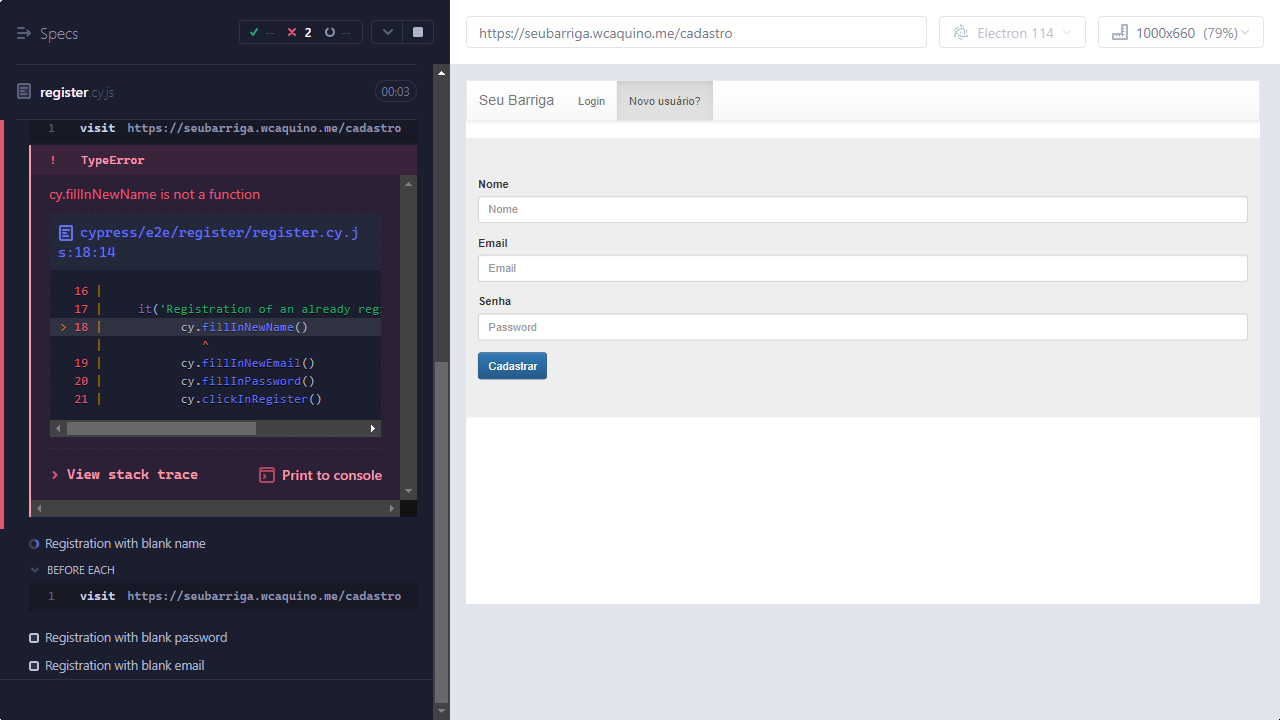 Specs
-- 2 --
register.cy.js 00:03
1 visit https://seubarriga.wcaquino.me/cadastro
! TypeError
cy.fillInNewName is not a function
cypress/e2e/register/register.cy.j
s:18:14
16 |
17 | it('Registration of an already reg
> 18 | cy.fillInNewName()
| ^
19 | cy.fillInNewEmail()
20 | cy.fillInPassword()
21 | cy.clickInRegister()
> View stack trace Print to console
Registration with blank name
BEFORE EACH
1 visit https://seubarriga.wcaquino.me/cadastro
Registration with blank password
Registration with blank email
https://seubarriga.wcaquino.me/cadastro
Electron 114
1000x660 (79%)
Seu Barriga Login Novo usuário?
Nome
Nome
Email
Email
Senha
Password
Cadastrar